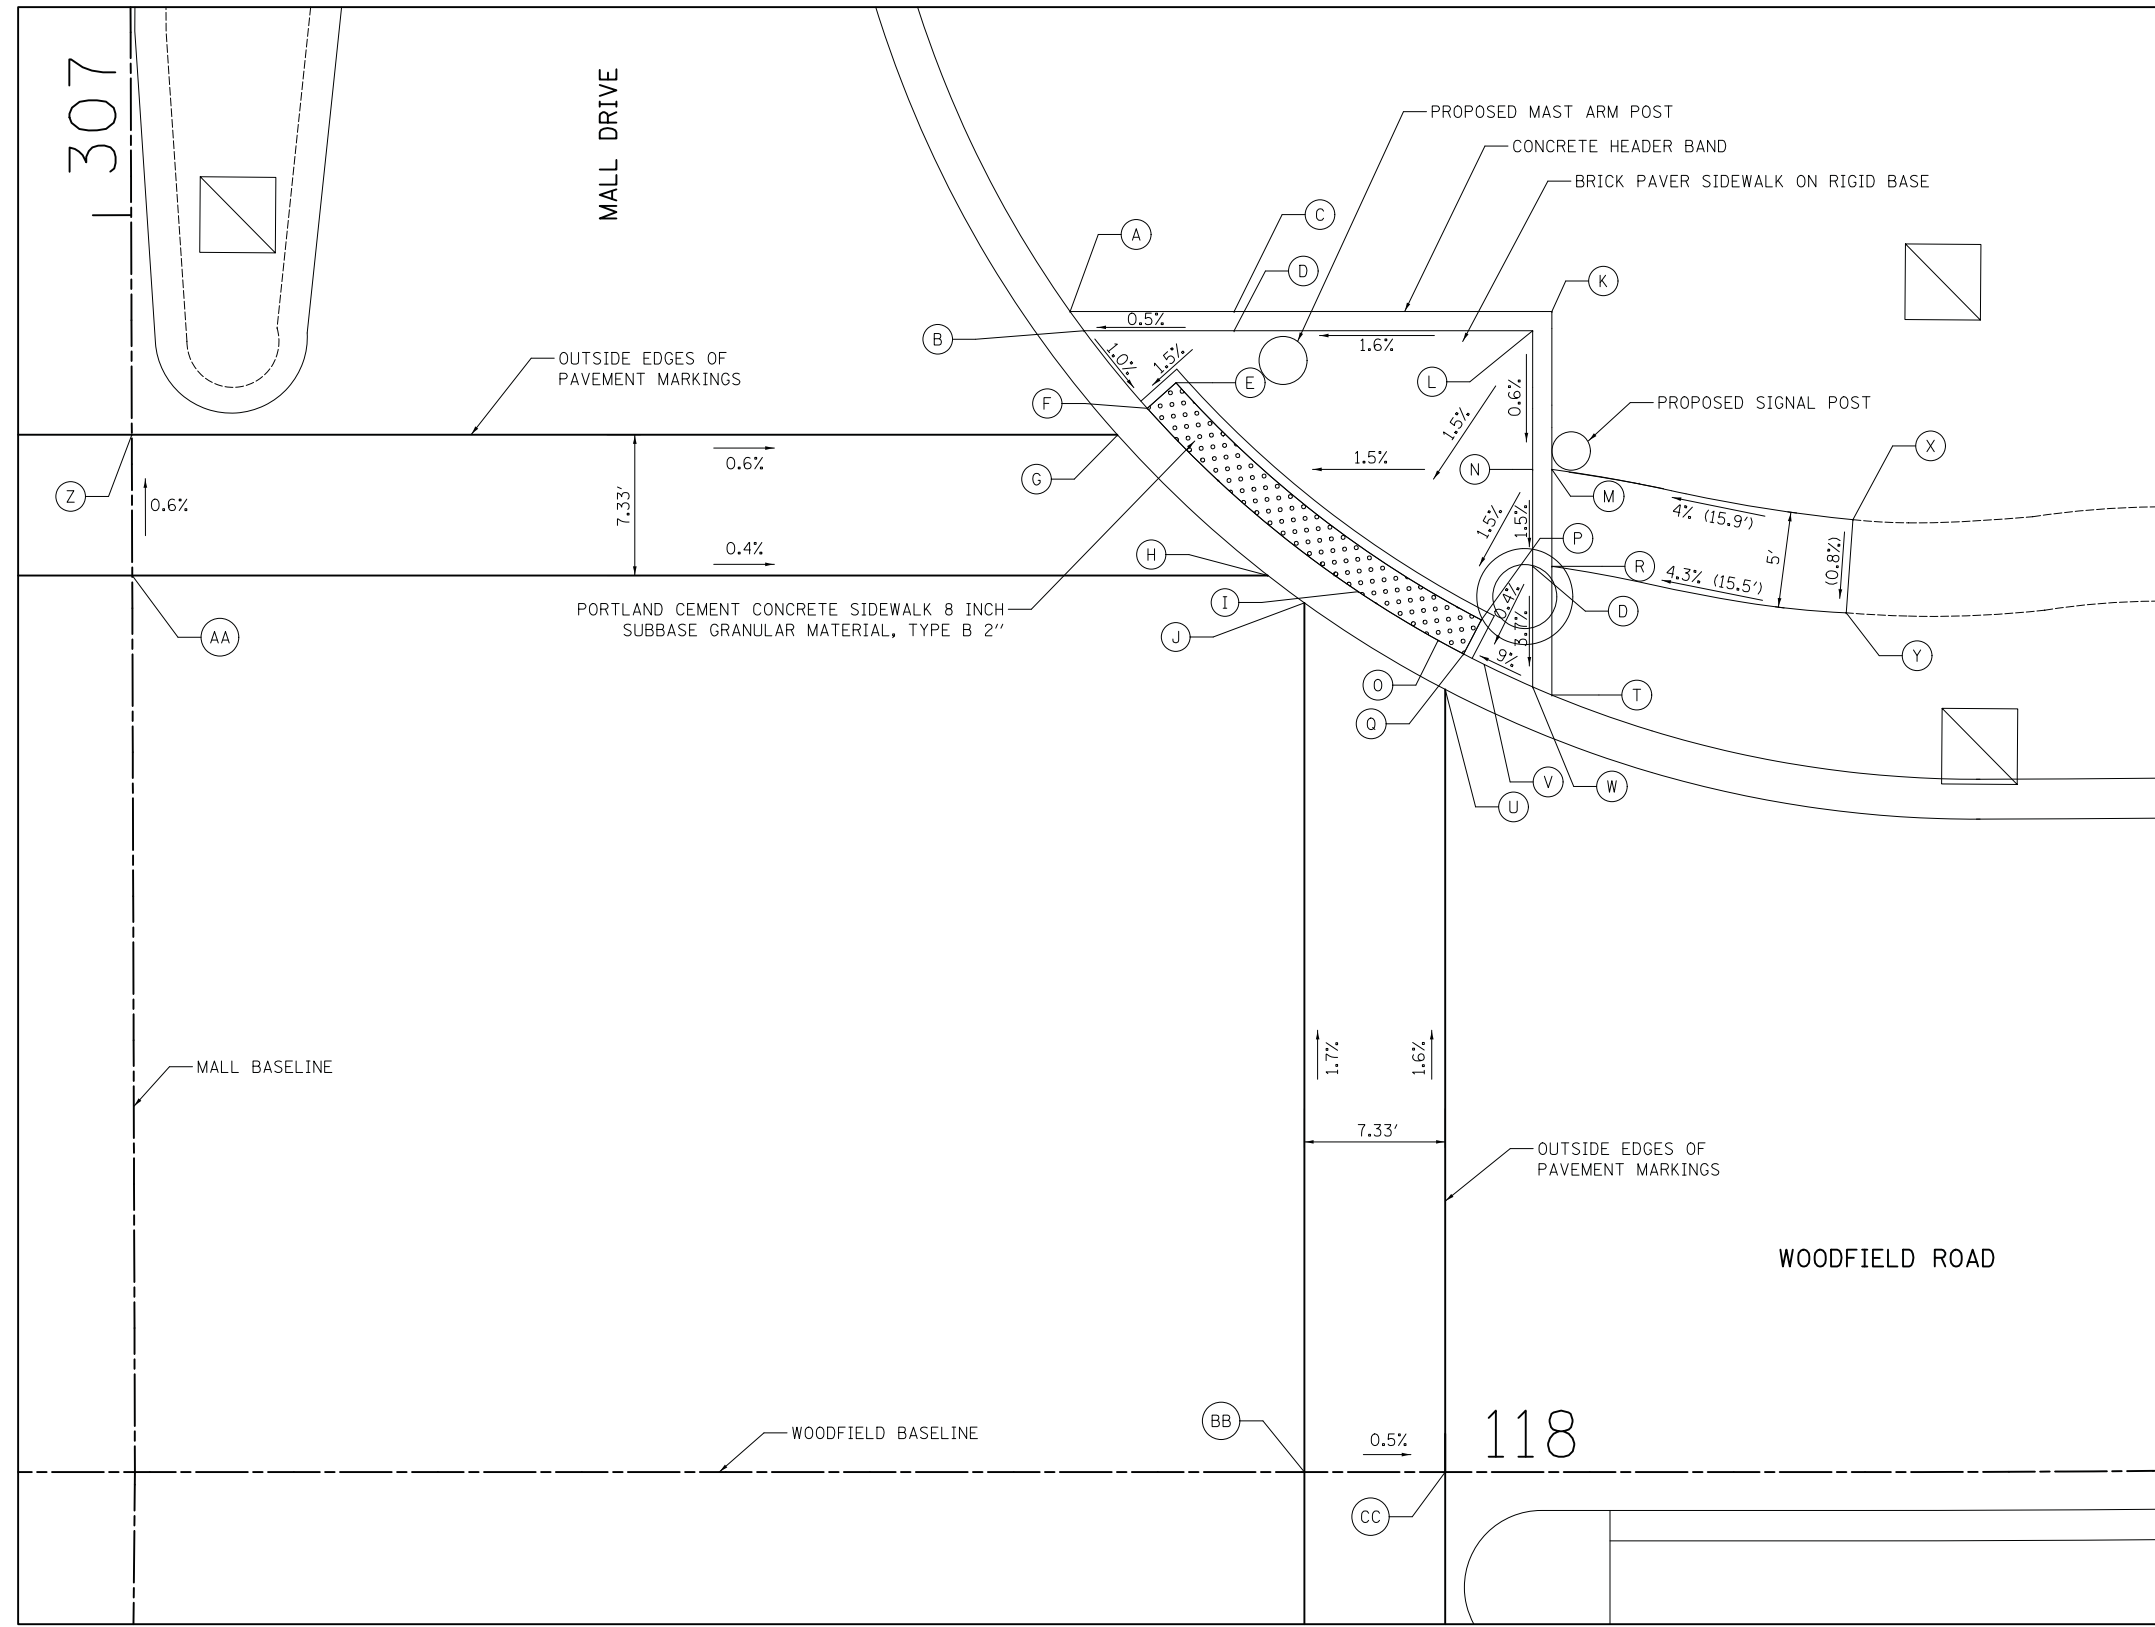 307
MALL DRIVE
PROPOSED MAST ARM POST
CONCRETE HEADER BAND
BRICK PAVER SIDEWALK ON RIGID BASE
A
C
D
K
B
0.5%
1.6%
1.0%
1.5%
E
L
0.6%
F
OUTSIDE EDGES OF
PAVEMENT MARKINGS
PROPOSED SIGNAL POST
1.5%
X
0.6%
1.5%
N
G
M
Z
0.6%
7.33'
4% (15.9')
1.5%
1.5%
P
0.4%
H
R
5'
(0.8%)
4.3% (15.5')
I
D
0.4%
3.7%
PORTLAND CEMENT CONCRETE SIDEWALK 8 INCH
SUBBASE GRANULAR MATERIAL, TYPE B 2''
AA
J
9%
Y
O
T
Q
V
W
U
MALL BASELINE
1.7%
1.6%
7.33'
OUTSIDE EDGES OF
PAVEMENT MARKINGS
WOODFIELD ROAD
BB
WOODFIELD BASELINE
0.5%
118
CC